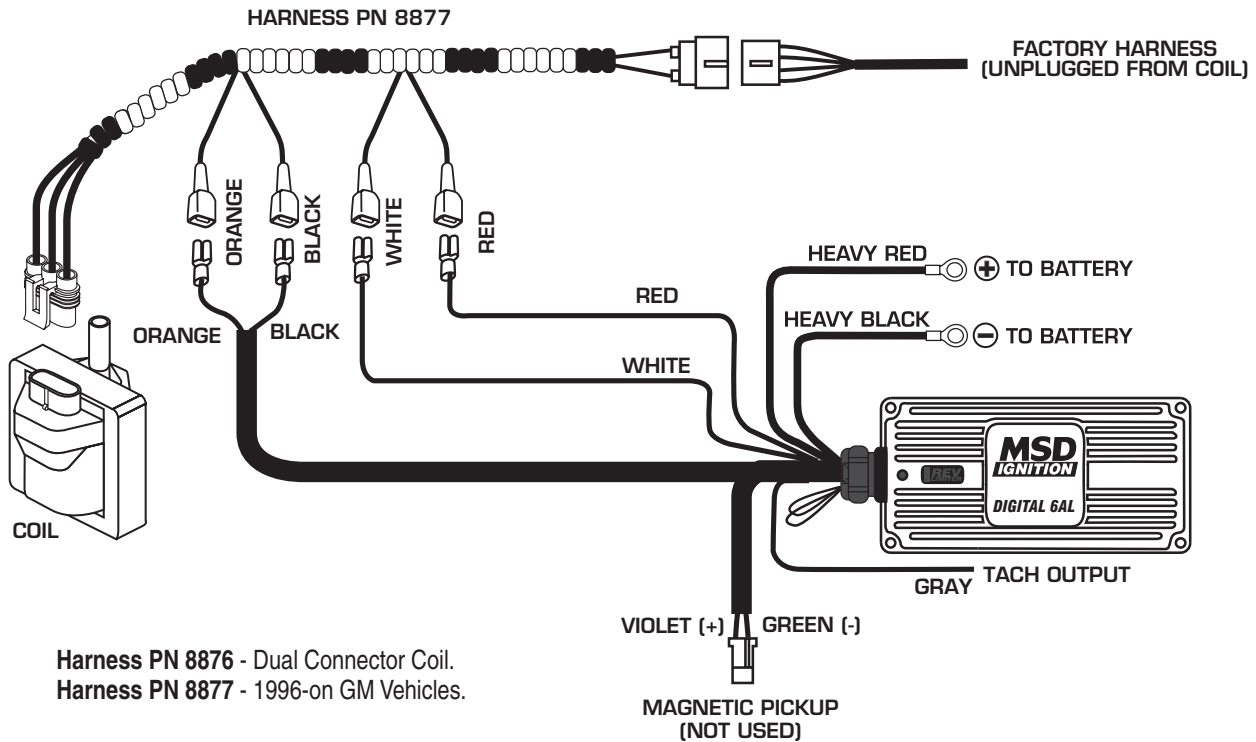 HARNESS PN 8877
FACTORY HARNESS
(UNPLUGGED FROM COIL)
ORANGE
BLACK
WHITE
RED
HEAVY RED
+ TO BATTERY
RED
HEAVY BLACK
- TO BATTERY
ORANGE
BLACK
WHITE
MSD
IGNITION
REV
DIGITAL 6AL
COIL
GRAY
TACH OUTPUT
VIOLET (+)
GREEN (-)
Harness PN 8876 - Dual Connector Coil.
Harness PN 8877 - 1996-on GM Vehicles.
MAGNETIC PICKUP
(NOT USED)